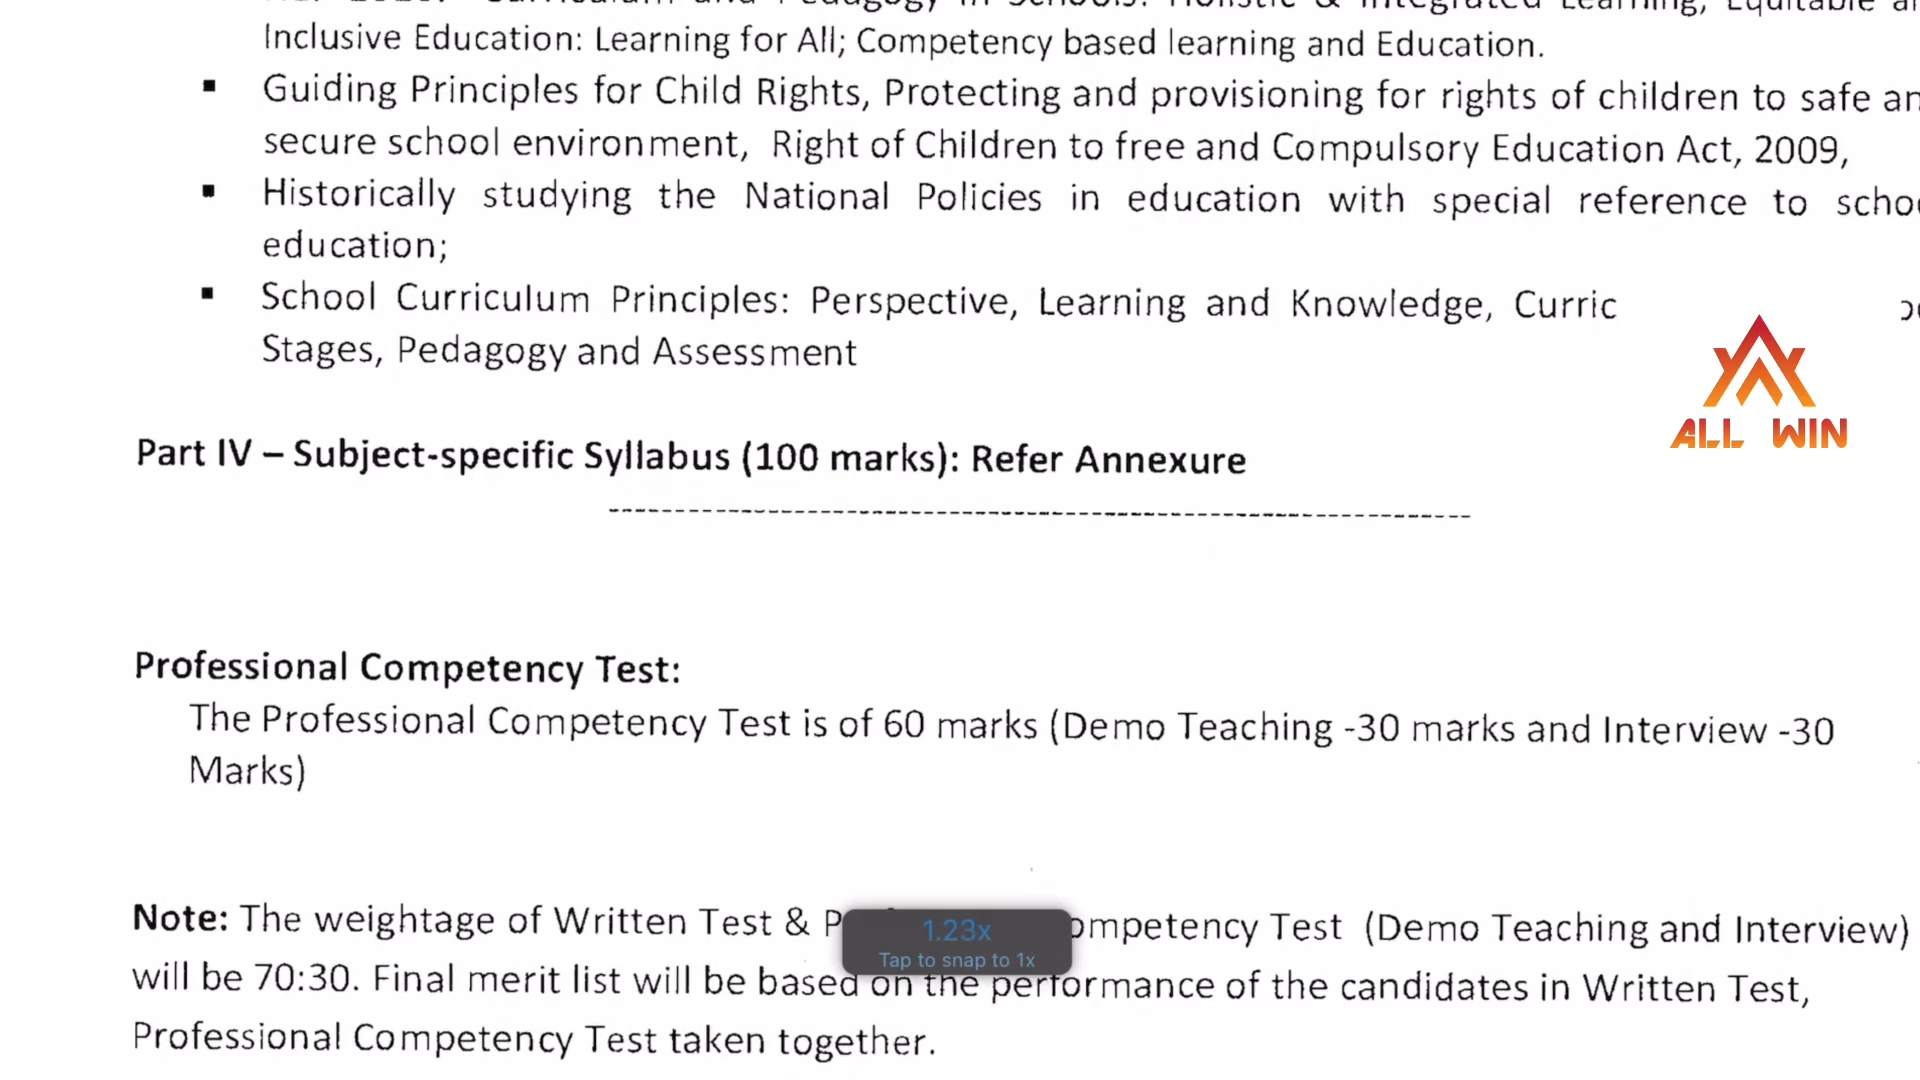 Inclusive Education: Learning for All; Competency based learning and Education.
▪ Guiding Principles for Child Rights, Protecting and provisioning for rights of children to safe an
secure school environment, Right of Children to free and Compulsory Education Act, 2009,
▪ Historically studying the National Policies in education with special reference to schoo
education;
▪ School Curriculum Principles: Perspective, Learning and Knowledge, Curric
Stages, Pedagogy and Assessment
ALL WIN
Part IV – Subject-specific Syllabus (100 marks): Refer Annexure
Professional Competency Test:
The Professional Competency Test is of 60 marks (Demo Teaching -30 marks and Interview -30
Marks)
Note: The weightage of Written Test & P ompetency Test (Demo Teaching and Interview)
1.23x
Tap to snap to 1x
will be 70:30. Final merit list will be based on the performance of the candidates in Written Test,
Professional Competency Test taken together.